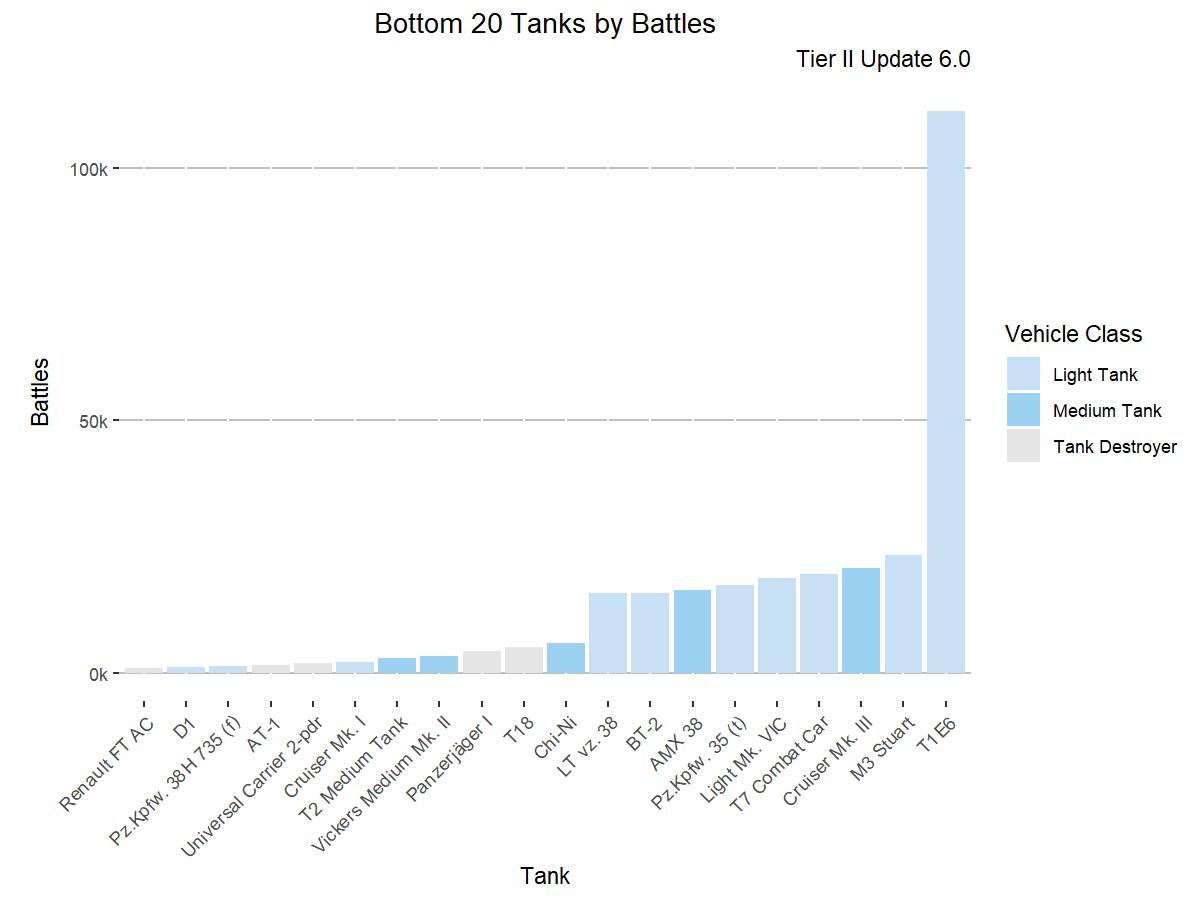 Bottom 20 Tanks by Battles
Tier II Update 6.0
Battles
100k
50k
0k
Renault FT AC
D1
Pz.Kpfw. 38H 735 (f)
AT-1
Universal Carrier 2-pdr
Cruiser Mk. I
T2 Medium Tank
Vickers Medium Mk. II
Panzerjäger I
T18
Chi-Ni
LT vz. 38
BT-2
AMX 38
Pz.Kpfw. 35 (t)
Light Mk. VIC
T7 Combat Car
Cruiser Mk. III
M3 Stuart
T1E6
Tank
Vehicle Class
Light Tank
Medium Tank
Tank Destroyer